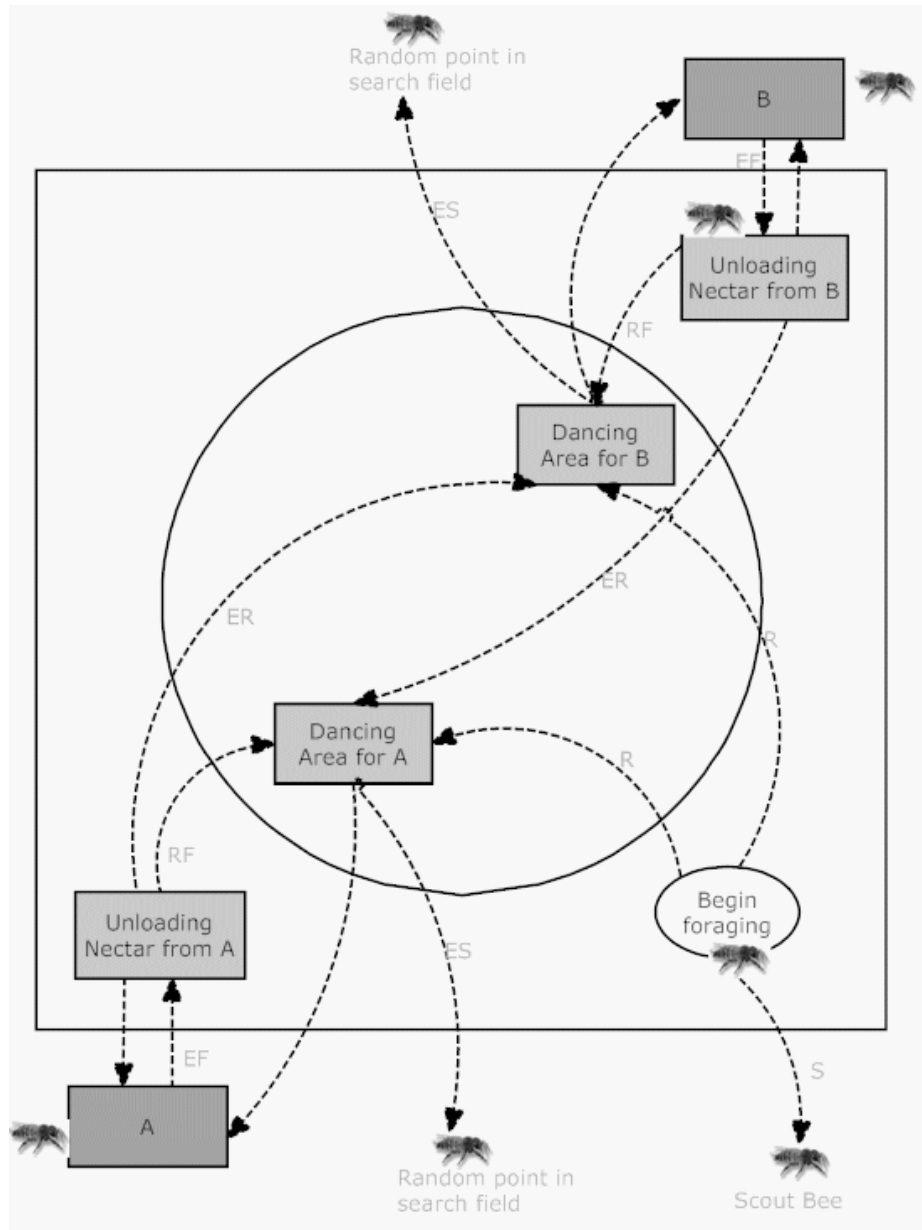 Random point in
search field
B
EF
ES
Unloading
Nectar from B
RF
Dancing
Area for B
ER
ER
R
Dancing
Area for A
R
RF
Begin
foraging
Unloading
Nectar from A
ES
EF
S
A
Random point in
search field
Scout Bee